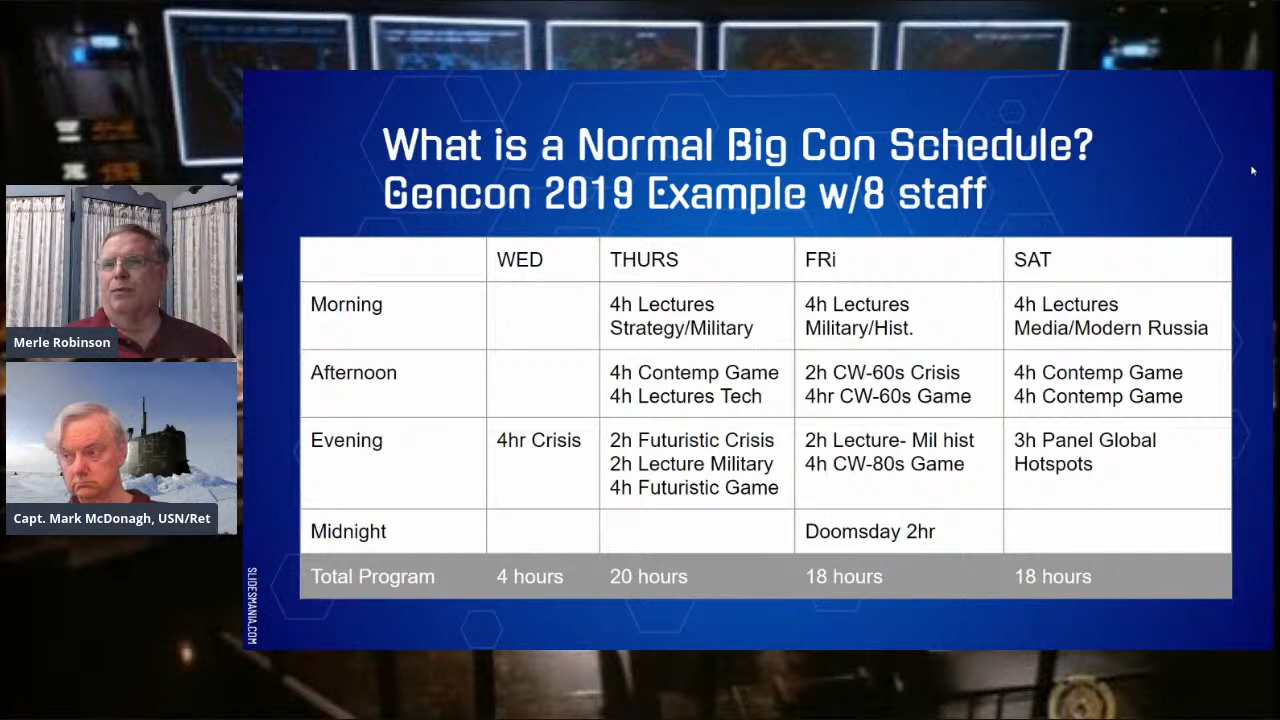 What is a Normal Big Con Schedule?
Gencon 2019 Example w/8 staff
WED THURS FRi SAT
Morning
4h Lectures
Strategy/Military
4h Lectures
Military/Hist.
4h Lectures
Media/Modern Russia
Afternoon
4h Contemp Game
4h Lectures Tech
2h CW-60s Crisis
4hr CW-60s Game
4h Contemp Game
4h Contemp Game
Evening
4hr Crisis
2h Futuristic Crisis
2h Lecture Military
4h Futuristic Game
2h Lecture- Mil hist
4h CW-80s Game
3h Panel Global
Hotspots
Midnight
Doomsday 2hr
Total Program 4 hours 20 hours 18 hours 18 hours
Merle Robinson
Capt. Mark McDonagh, USN/Ret
SLIDESMANIA.COM